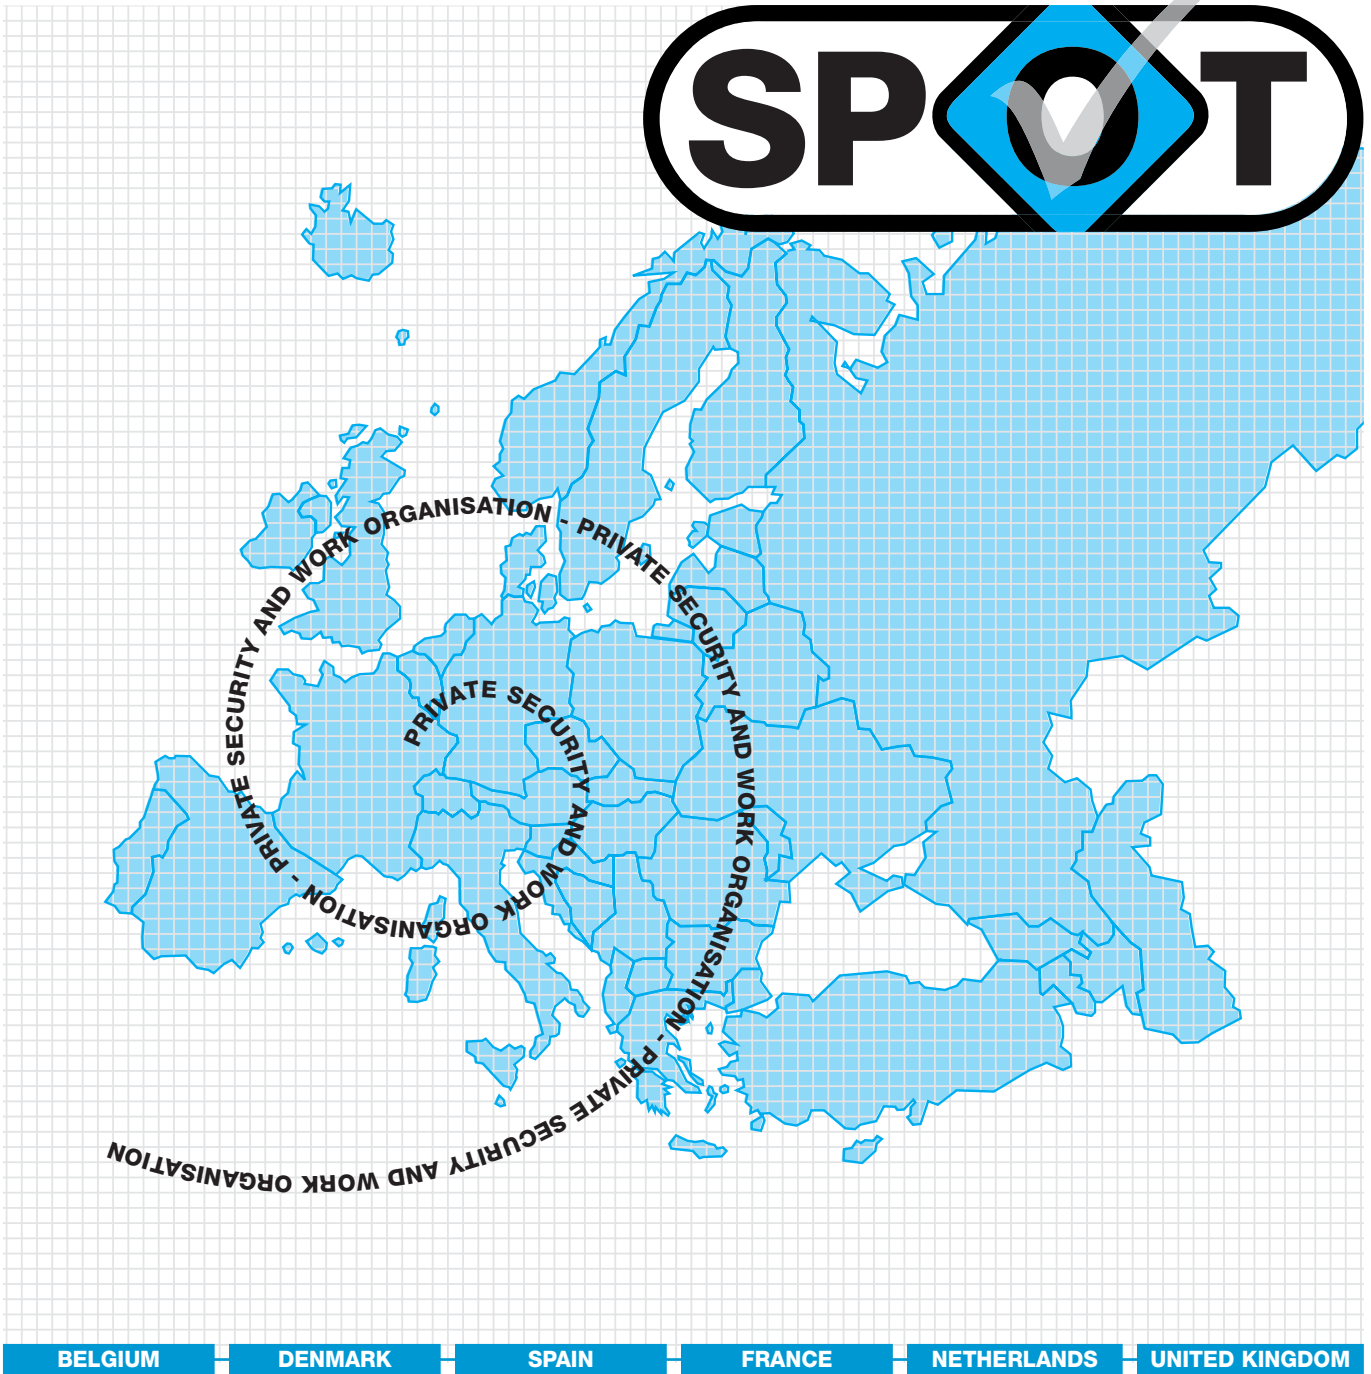 SPOT
PRIVATE SECURITY AND WORK ORGANISATION - PRIVATE SECURITY AND WORK ORGANISATION - PRIVATE SECURITY AND WORK ORGANISATION - PRIVATE SECURITY AND WORK ORGANISATION
BELGIUM DENMARK SPAIN FRANCE NETHERLANDS UNITED KINGDOM